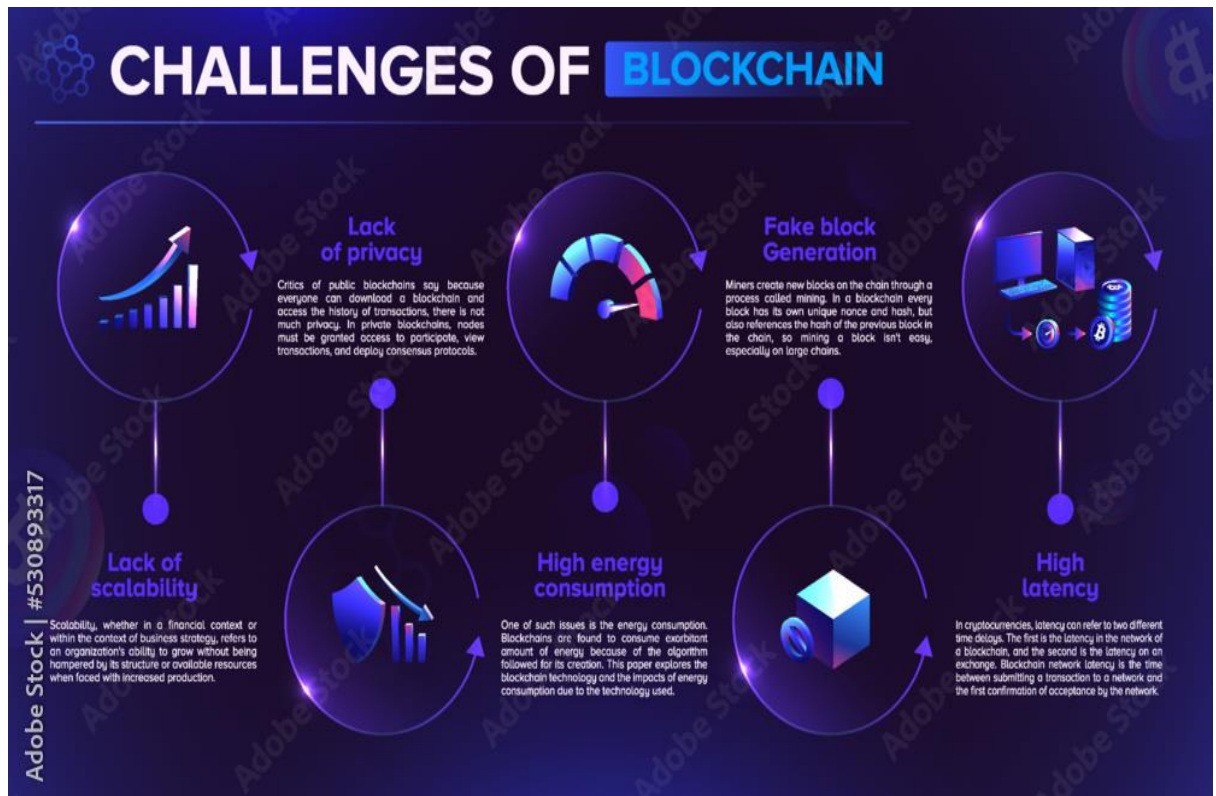 CHALLENGES OF BLOCKCHAIN
Lack of
scalability
Scalability, whether in a financial context or
within the context of business strategy, refers to
an organization's ability to grow without being
hampered by its structure or available resources
when faced with increased production.
Lack
of privacy
Critics of public blockchains say because
everyone can download a blockchain and
access the history of transactions, there is not
much privacy. In private blockchains, nodes
must be granted access to participate, view
transactions, and deploy consensus protocols.
High energy
consumption
One of such issues is the energy consumption.
Blockchains are found to consume exorbitant
amount of energy because of the algorithm
followed for its creation. This paper explores the
blockchain technology and the impacts of energy
consumption due to the technology used.
Fake block
Generation
Miners create new blocks on the chain through a
process called mining. In a blockchain every
block has its own unique nonce and hash, but
also references the hash of the previous block in
the chain, so mining a block isn't easy,
especially on large chains.
High
latency
In cryptocurrencies, latency can refer to two different
time delays. The first is the latency in the network of
a blockchain, and the second is the latency on an
exchange. Blockchain network latency is the time
between submitting a transaction to a network and
the first confirmation of acceptance by the network.
Adobe Stock | #530893317